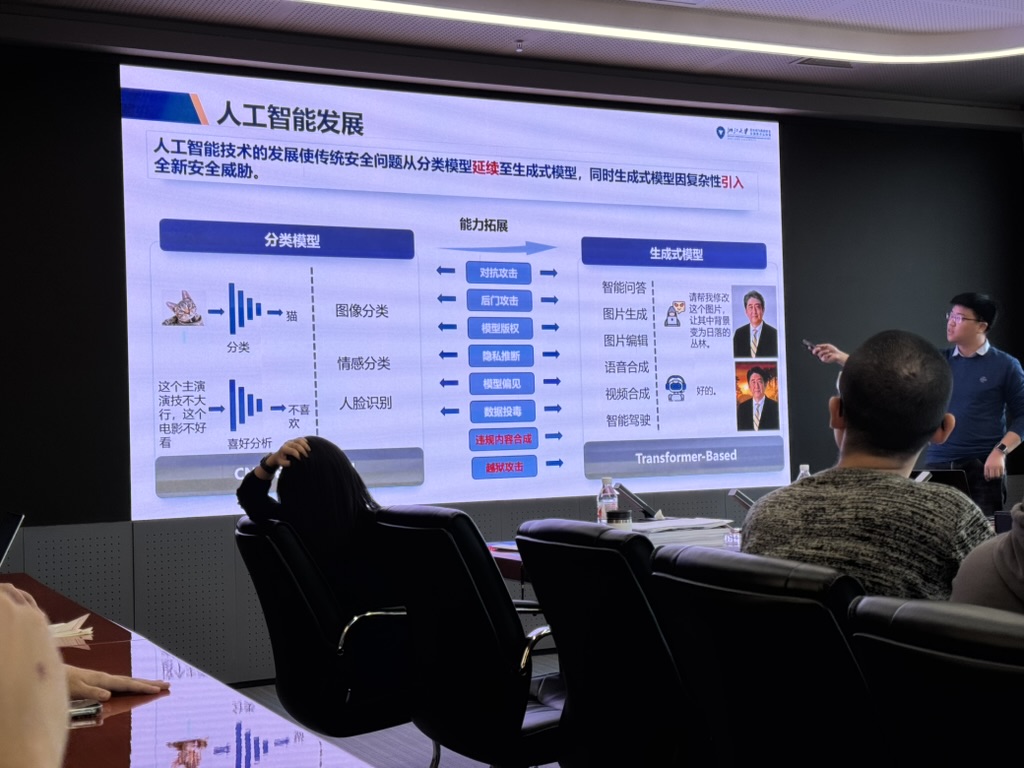 人工智能发展
浙江大学
人工智能技术的发展使传统安全问题从分类模型延续至生成式模型，同时生成式模型因复杂性引入
全新安全威胁。
能力拓展
分类模型
猫
分类
这个主演
演技不大
行，这个
电影不好
看
不喜
欢
喜好分析
图像分类
情感分类
人脸识别
对抗攻击
后门攻击
模型版权
隐私推断
模型偏见
数据投毒
违规内容合成
越狱攻击
生成式模型
智能问答
图片生成
图片编辑
语音合成
视频合成
智能驾驶
请帮我修改
这个图片，
让其中背景
变为日落的
丛林。
好的。
Transformer-Based